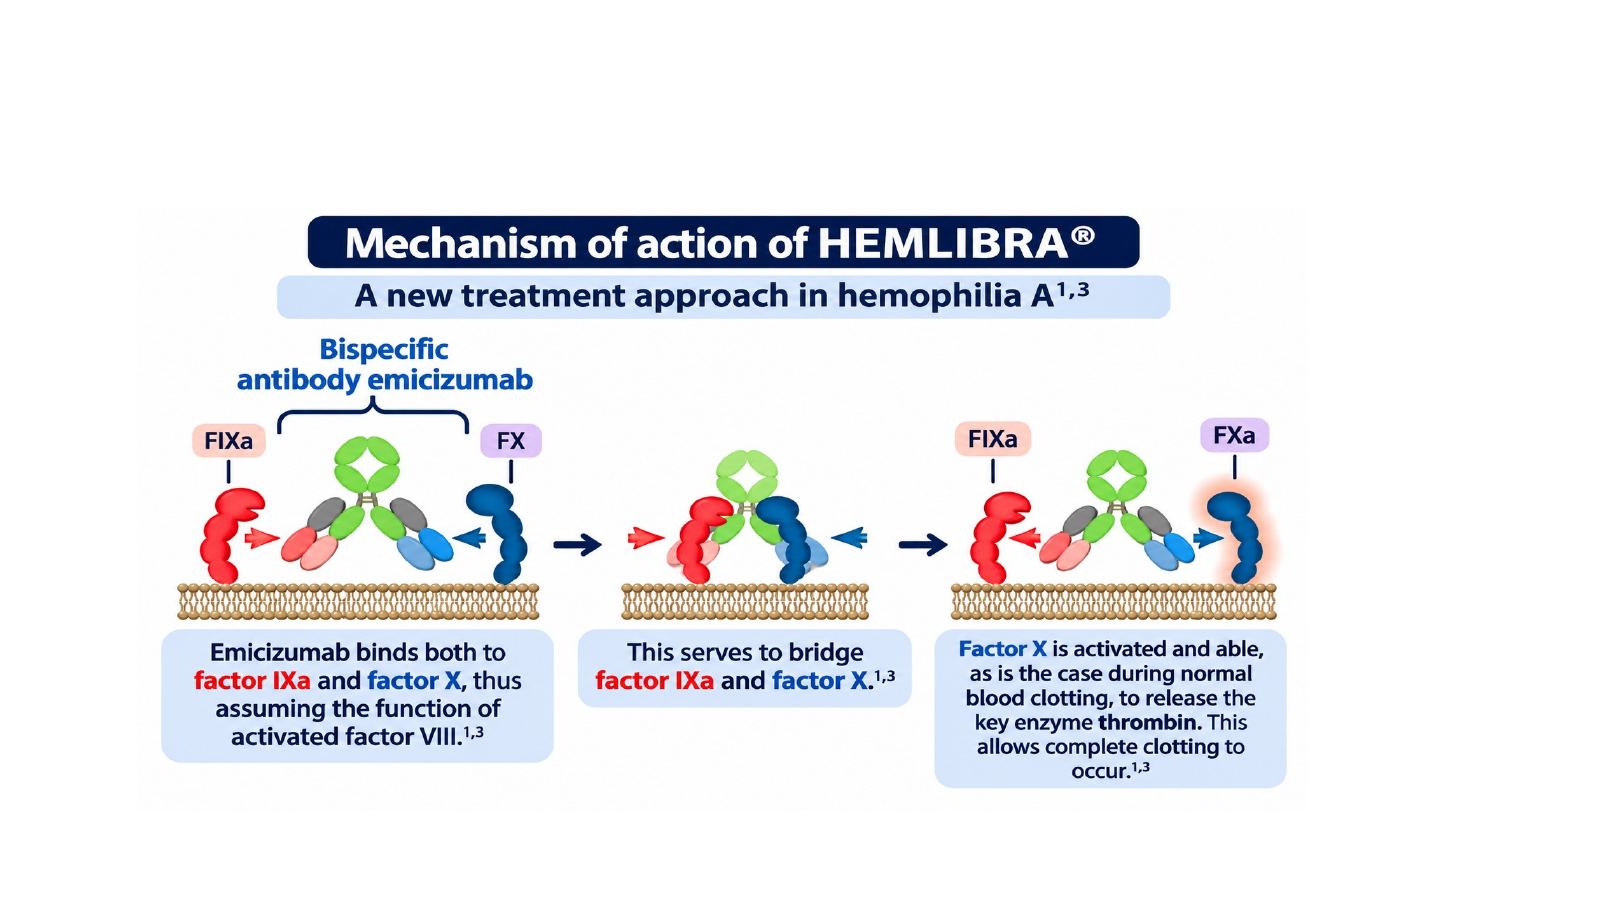 Mechanism of action of HEMLIBRA®
A new treatment approach in hemophilia A¹,³
Bispecific
antibody emicizumab
FIXa
FX
FIXa
FXa
Emicizumab binds both to
factor IXa and factor X, thus
assuming the function of
activated factor VIII.¹,³
This serves to bridge
factor IXa and factor X.¹,³
Factor X is activated and able,
as is the case during normal
blood clotting, to release the
key enzyme thrombin. This
allows complete clotting to
occur.¹,³